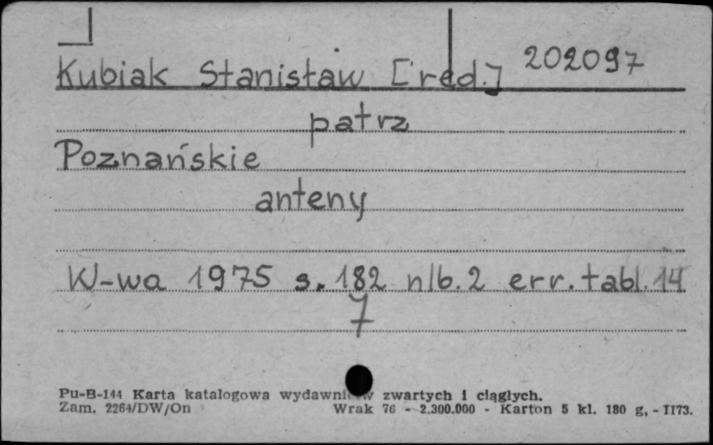 Kubiak Stanisław [red.] 202097
patrz
Poznańskie
anteny
W-wa 1975 s. 182 nlb. 2 err. tabl. 14
7
Pu-B-144 Karta katalogowa wydawnictw zwartych i ciągłych.
Zam. 2264/DW/On Wrak 76 - 2.300.000 - Karton 5 kl. 180 g. - II73.